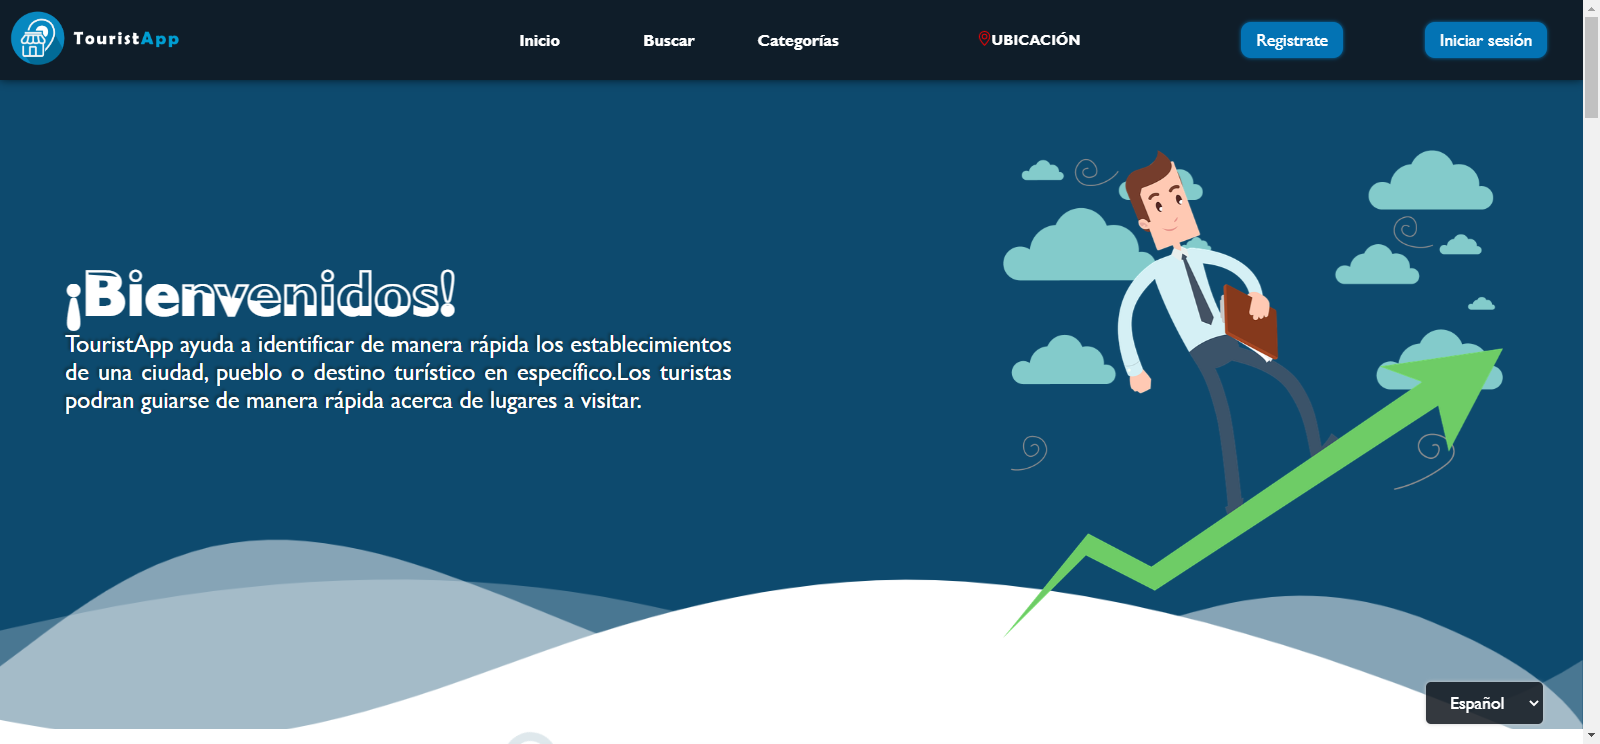 TouristApp
Inicio
Buscar
Categorías
UBICACIÓN
Registrate
Iniciar sesión
¡Bienvenidos!
TouristApp ayuda a identificar de manera rápida los establecimientos
de una ciudad, pueblo o destino turístico en específico.Los turistas
podran guiarse de manera rápida acerca de lugares a visitar.
Español